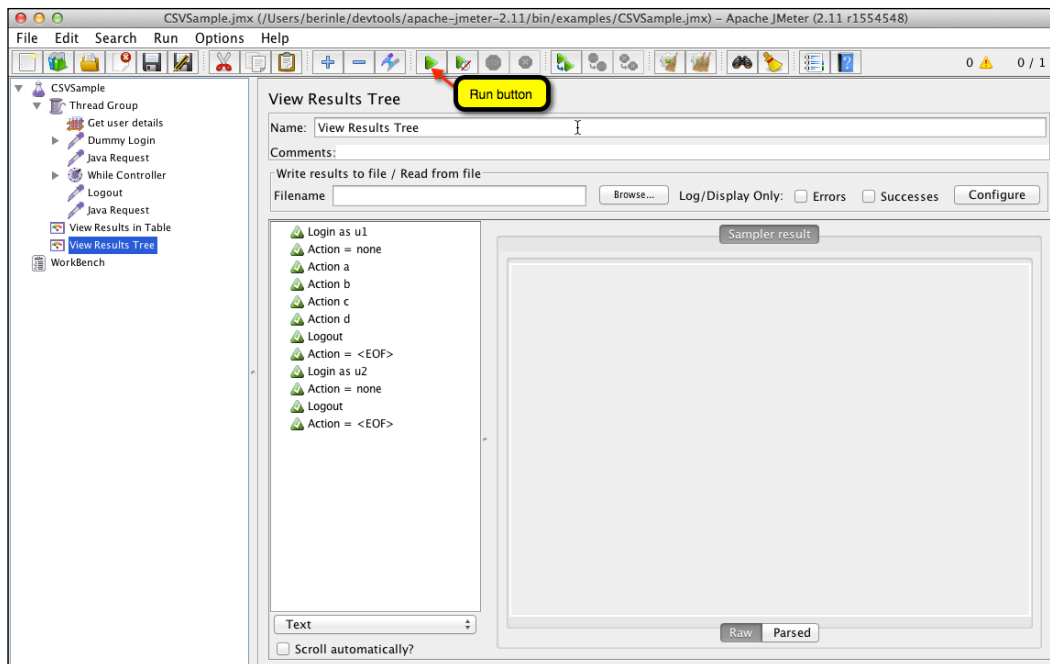 CSVSample.jmx (/Users/berinle/devtools/apache-jmeter-2.11/bin/examples/CSVSample.jmx) – Apache JMeter (2.11 r1554548)
File Edit Search Run Options Help
0 0 / 1
Run button
CSVSample
Thread Group
Get user details
Dummy Login
Java Request
While Controller
Logout
Java Request
View Results in Table
View Results Tree
WorkBench
View Results Tree
Name: View Results Tree
Comments:
Write results to file / Read from file
Filename Browse... Log/Display Only: Errors Successes Configure
Login as u1
Action = none
Action a
Action b
Action c
Action d
Logout
Action = <EOF>
Login as u2
Action = none
Logout
Action = <EOF>
Text
Scroll automatically?
Sampler result
Raw Parsed